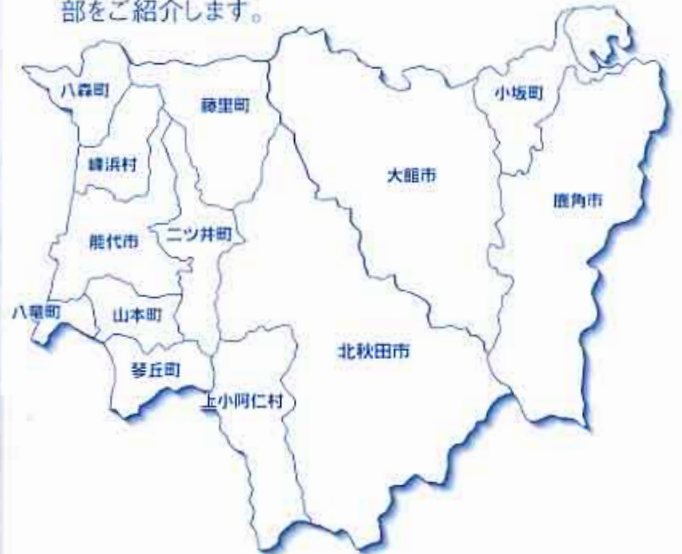 部をご紹介します。
八森町
藤里町
小坂町
峰浜村
大館市
鹿角市
能代市
二ツ井町
八竜町
山本町
北秋田市
琴丘町
上小阿仁村